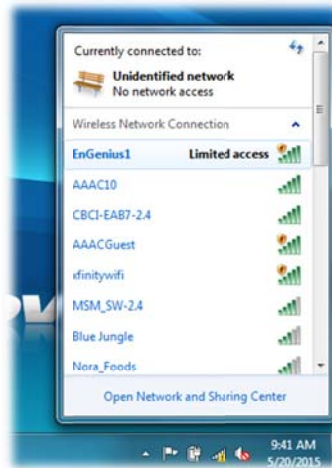 Currently connected to:
Unidentified network
No network access
Wireless Network Connection
EnGenius1 Limited access
AAAC10
CBCI-EAB7-2.4
AAACGuest
xfinitywifi
MSM_SW-2.4
Blue Jungle
Nora_Foods
Open Network and Sharing Center
9:41 AM
5/20/2015